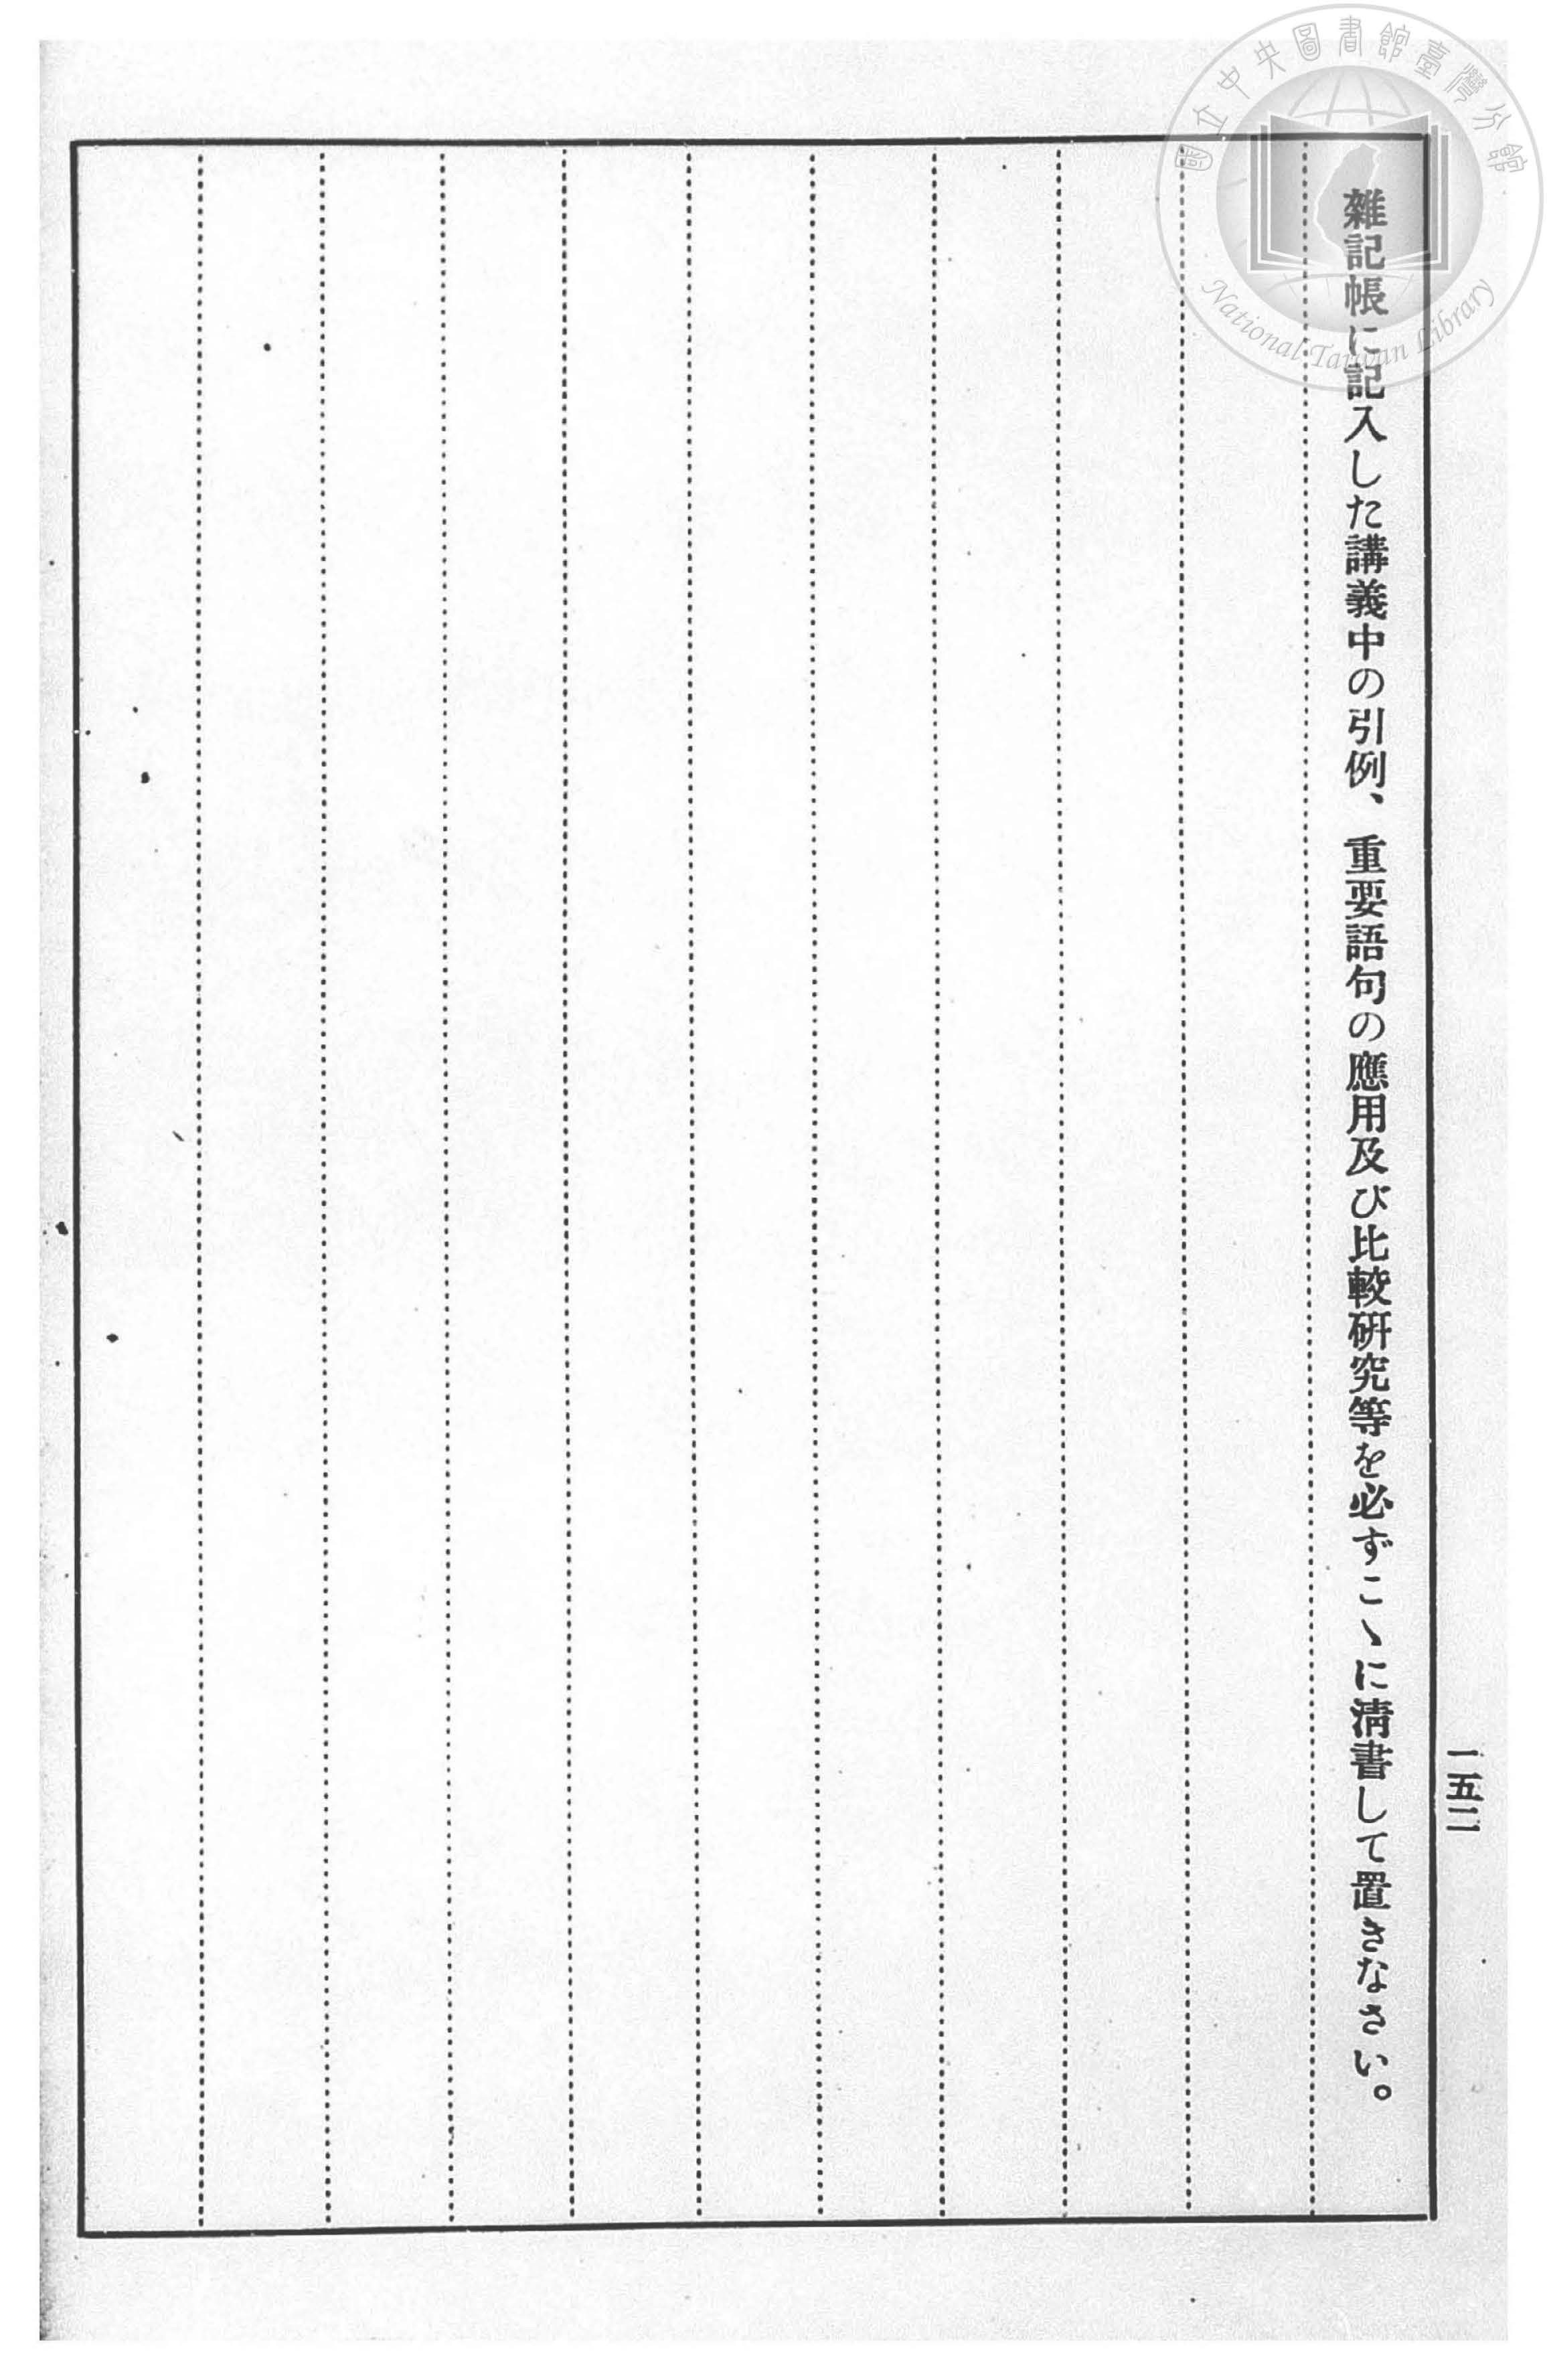 雜記帳に記入した講義中の引例、重要語句の應用及び比較研究等を必ずこゝに淸書して置きなさい。
一五二
國立中央圖書館臺灣分館
National Taiwan Library